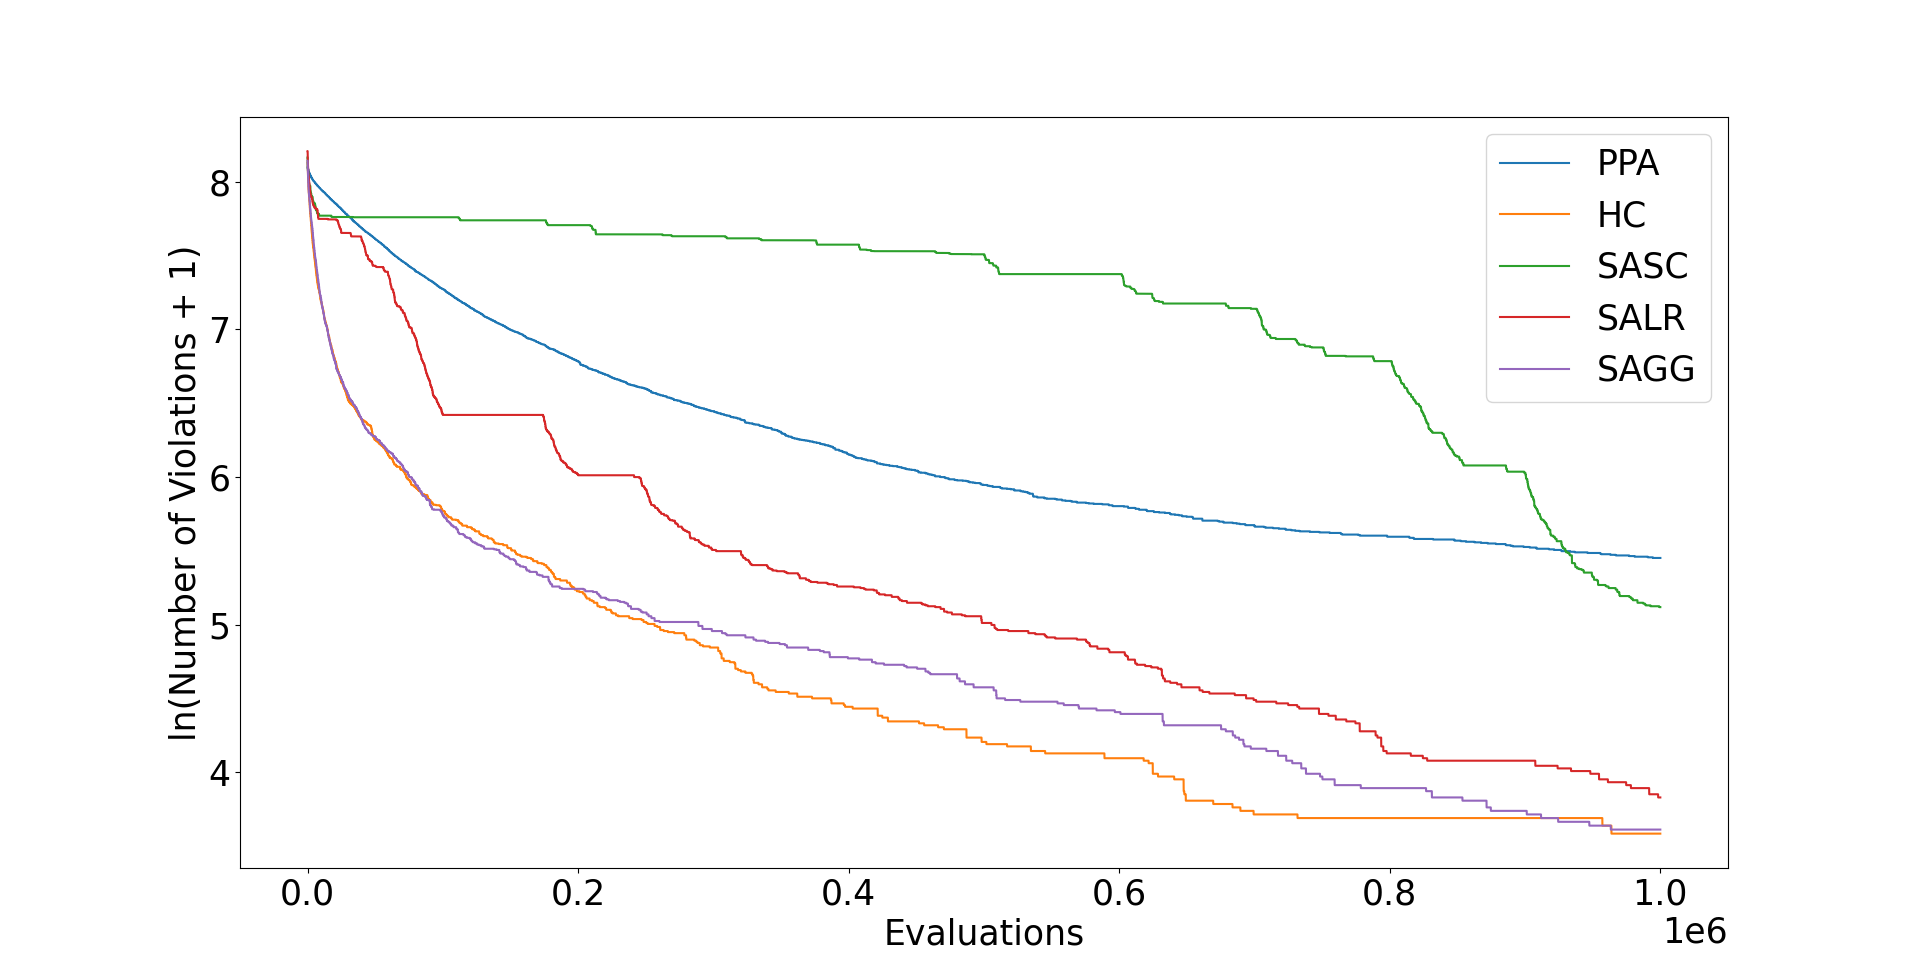 PPA
HC
SASC
SALR
SAGG
8
7
6
5
4
ln(Number of Violations + 1)
0.0 0.2 0.4 0.6 0.8 1.0
1e6
Evaluations